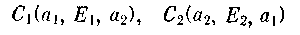 C₁(a₁, E₁, a₂), C₂(a₂, E₂, a₁)